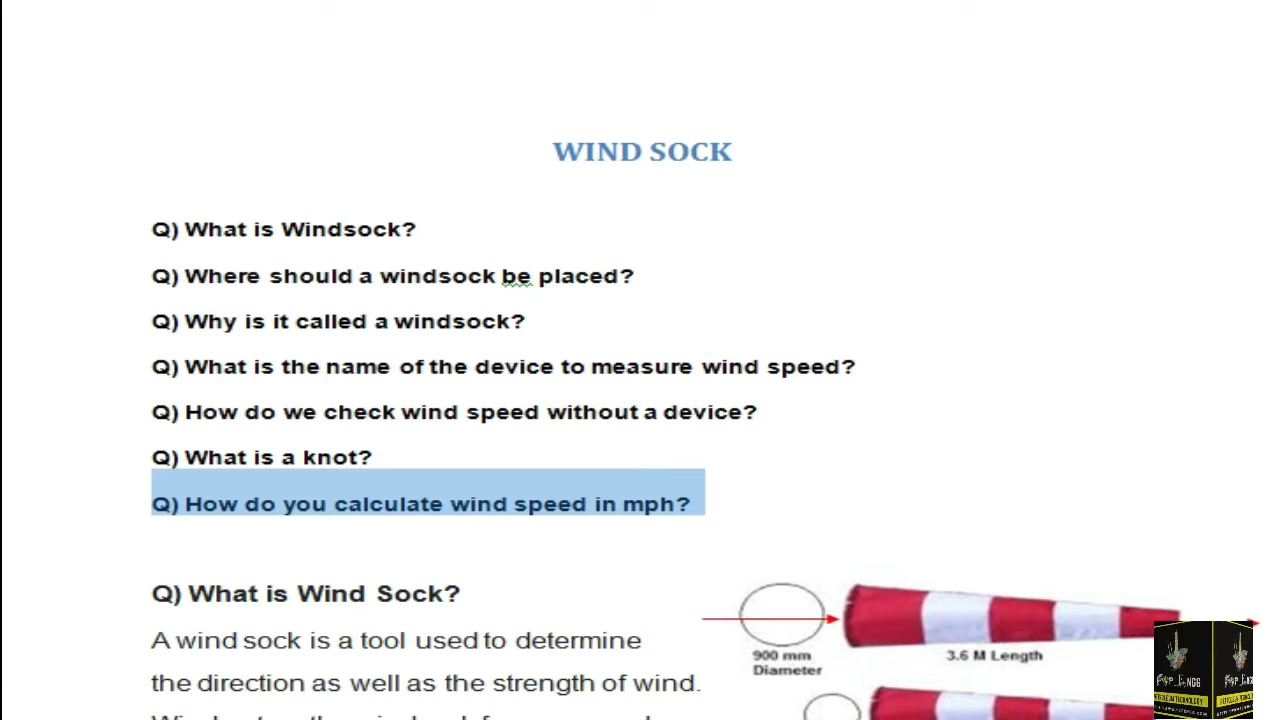 WIND SOCK
Q) What is Windsock?
Q) Where should a windsock be placed?
Q) Why is it called a windsock?
Q) What is the name of the device to measure wind speed?
Q) How do we check wind speed without a device?
Q) What is a knot?
Q) How do you calculate wind speed in mph?
Q) What is Wind Sock?
A wind sock is a tool used to determine
the direction as well as the strength of wind.
900 mm
Diameter
3.6 M Length